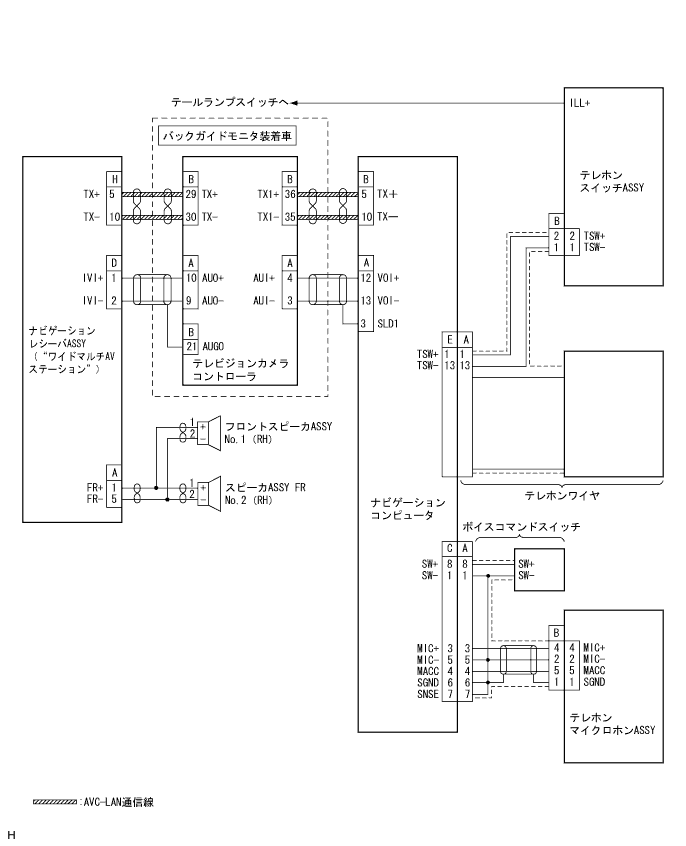 テールランプスイッチへ
ILL+
バックガイドモニタ装着車
テレホン
スイッチASSY
H
B
B
B
TX+ 5
29 TX+
TX1+ 36
5 TX+
TX- 10
30 TX-
TX1- 35
10 TX-
B
2 2 TSW+
1 1 TSW-
D
A
A
A
IVI+ 1
10 AUO+
AUI+ 4
12 VOI+
IVI- 2
9 AUO-
AUI- 3
13 VOI-
3 SLD1
B
21 AUGO
ナビゲーション
レシーバASSY
(“ワイドマルチAV
ステーション”)
テレビジョンカメラ
コントローラ
E A
TSW+ 1 1
TSW- 13 13
1 +
2 -
フロントスピーカASSY
No.1 (RH)
A
FR+ 1
FR- 5
1 +
2 -
スピーカASSY FR
No.2 (RH)
テレホンワイヤ
ナビゲーション
コンピュータ
ボイスコマンドスイッチ
C A
SW+ 8 8
SW+
SW- 1 1
SW-
B
MIC+ 3 3
4 4 MIC+
MIC- 5 5
2 2 MIC-
MACC 4 4
5 5 MACC
SGND 6 6
1 1 SGND
SNSE 7 7
テレホン
マイクロホンASSY
:AVC-LAN通信線
H